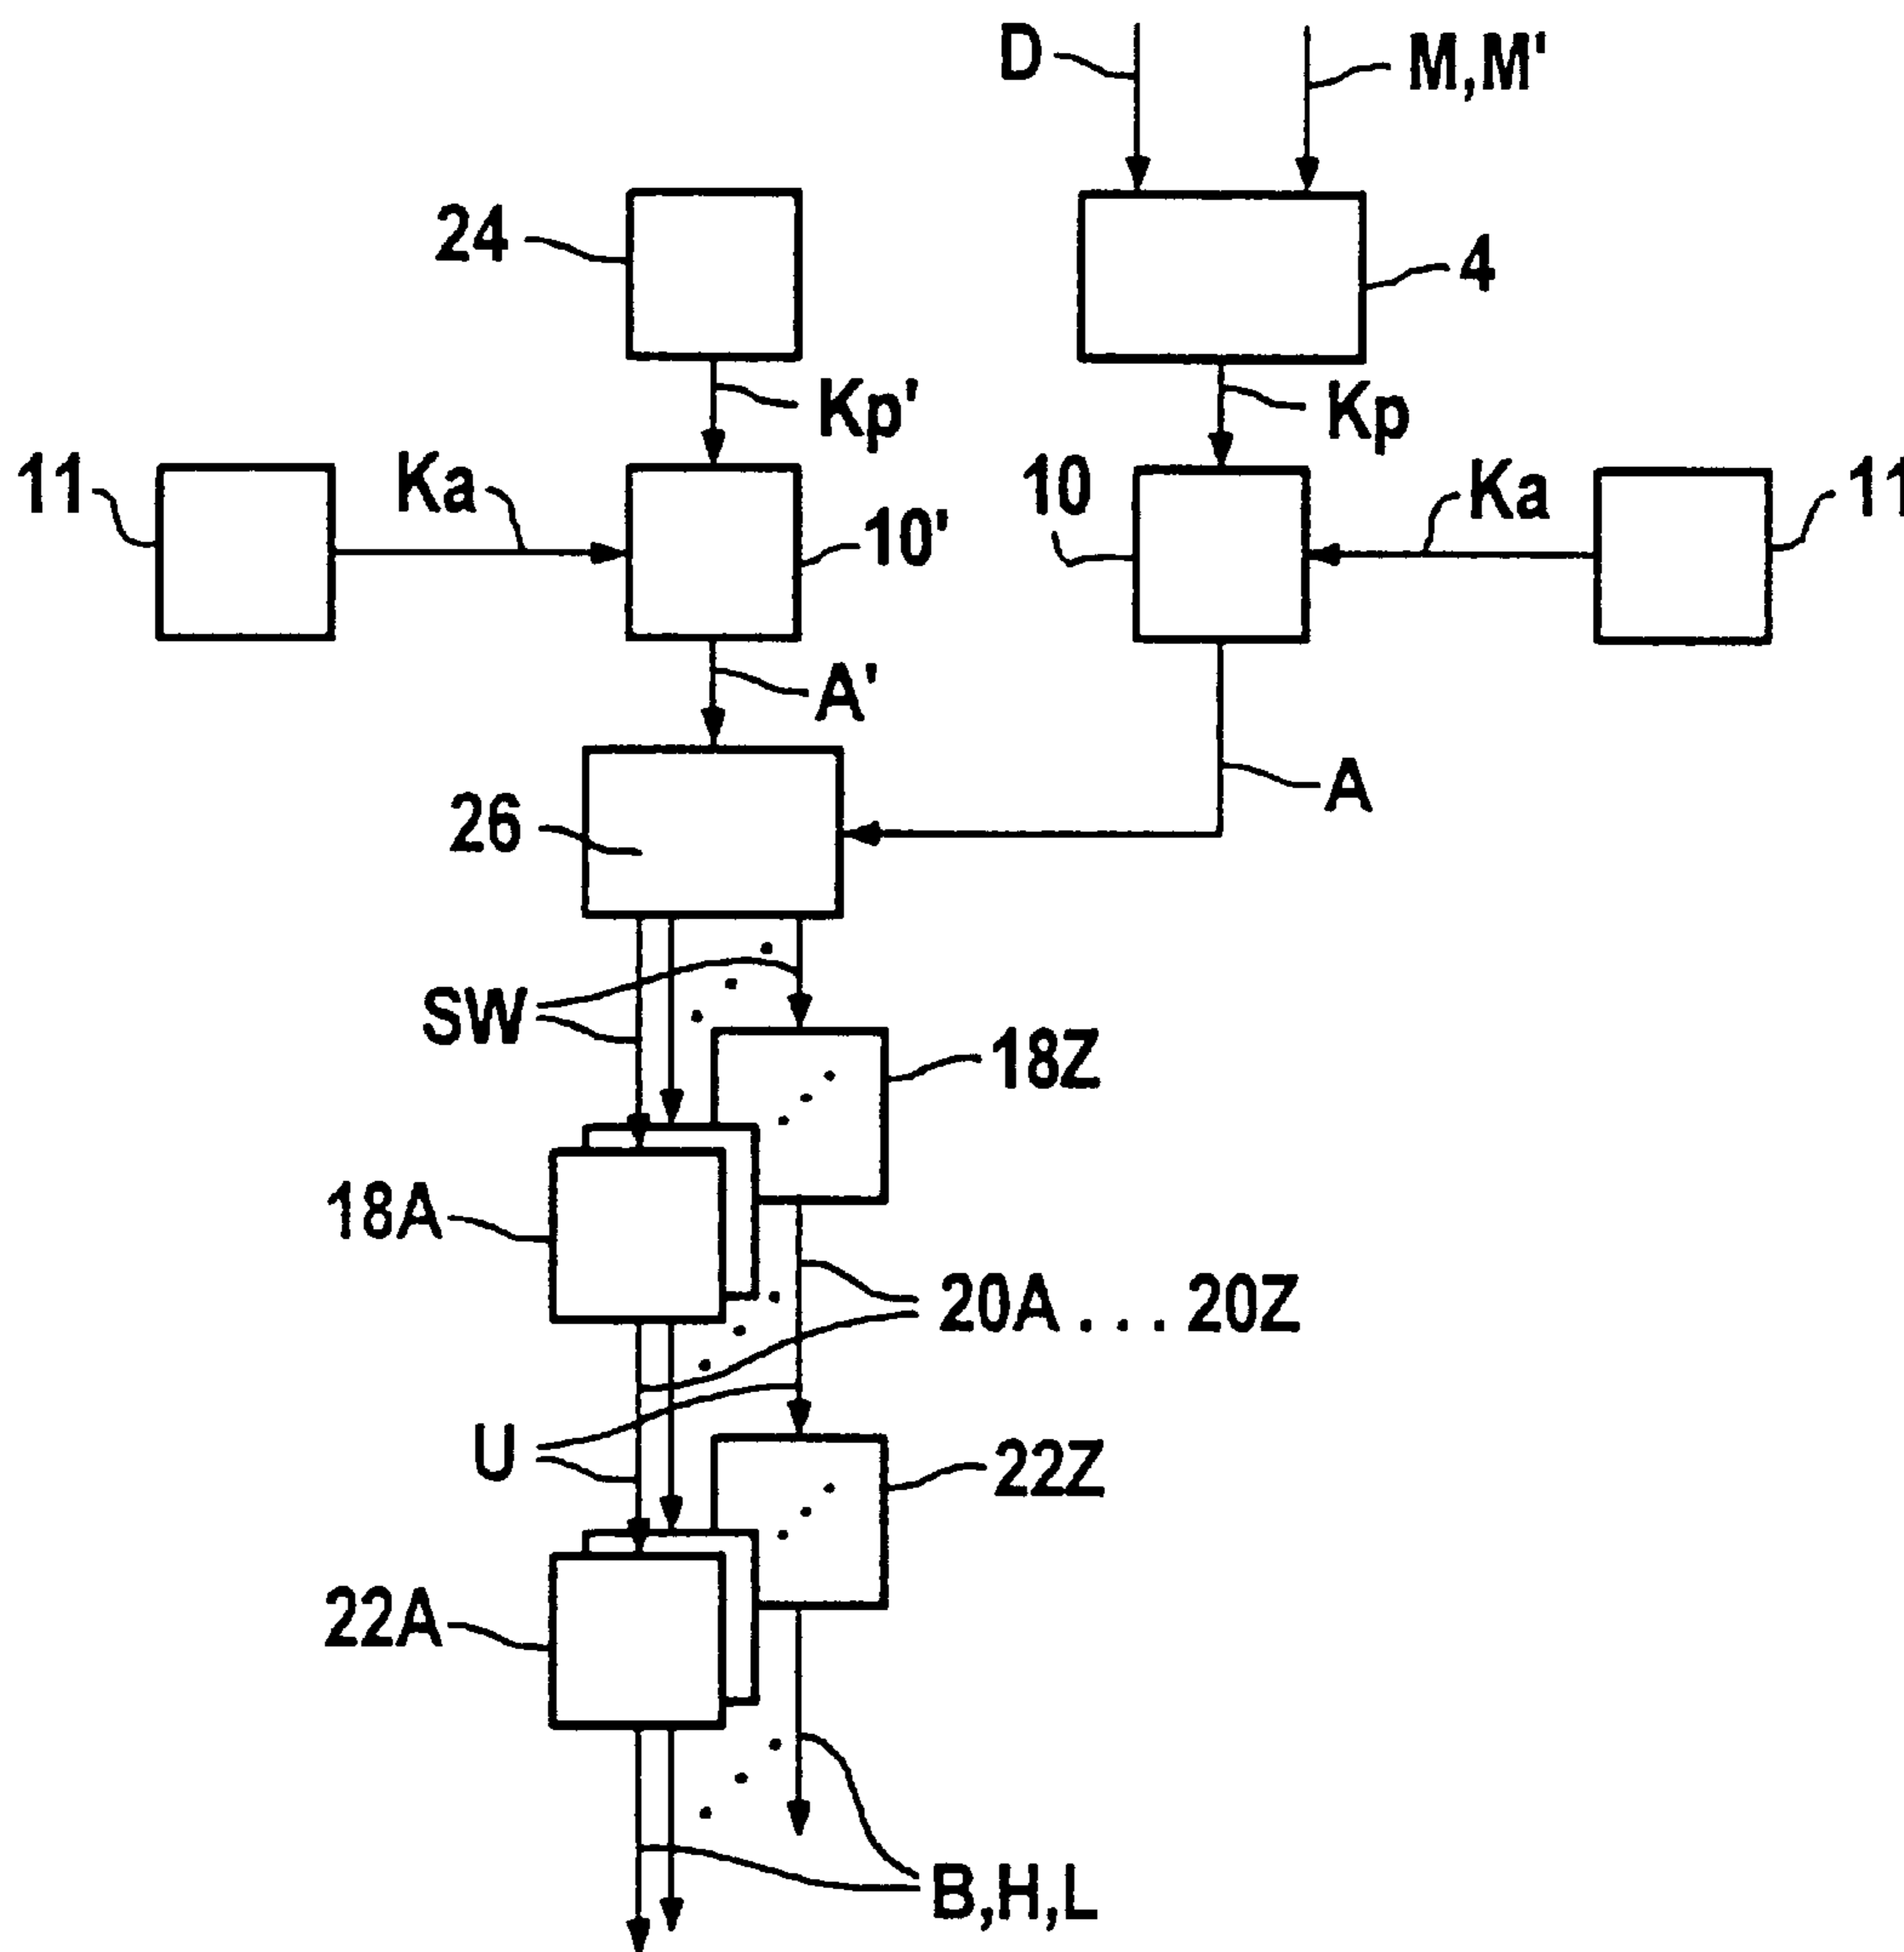 D
M,M'
24
4
Kp'
Kp
11
Ka
10'
10
Ka
11
A'
A
26
SW
18Z
18A
20A . . . 20Z
U
22Z
22A
B,H,L